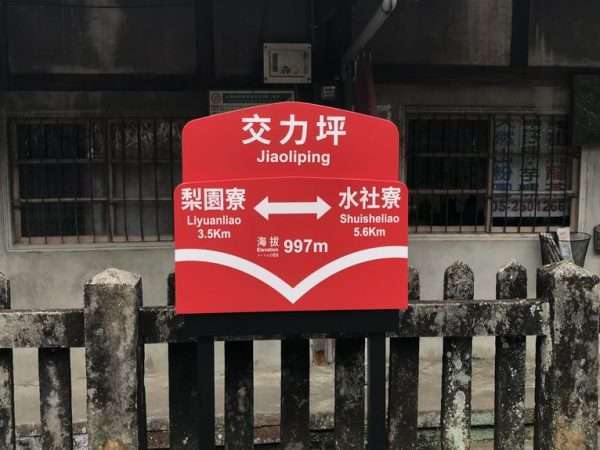 交力坪
Jiaoliping
梨園寮
Liyuanliao
3.5Km
水社寮
Shuisheliao
5.6Km
海拔
Elevation
997m